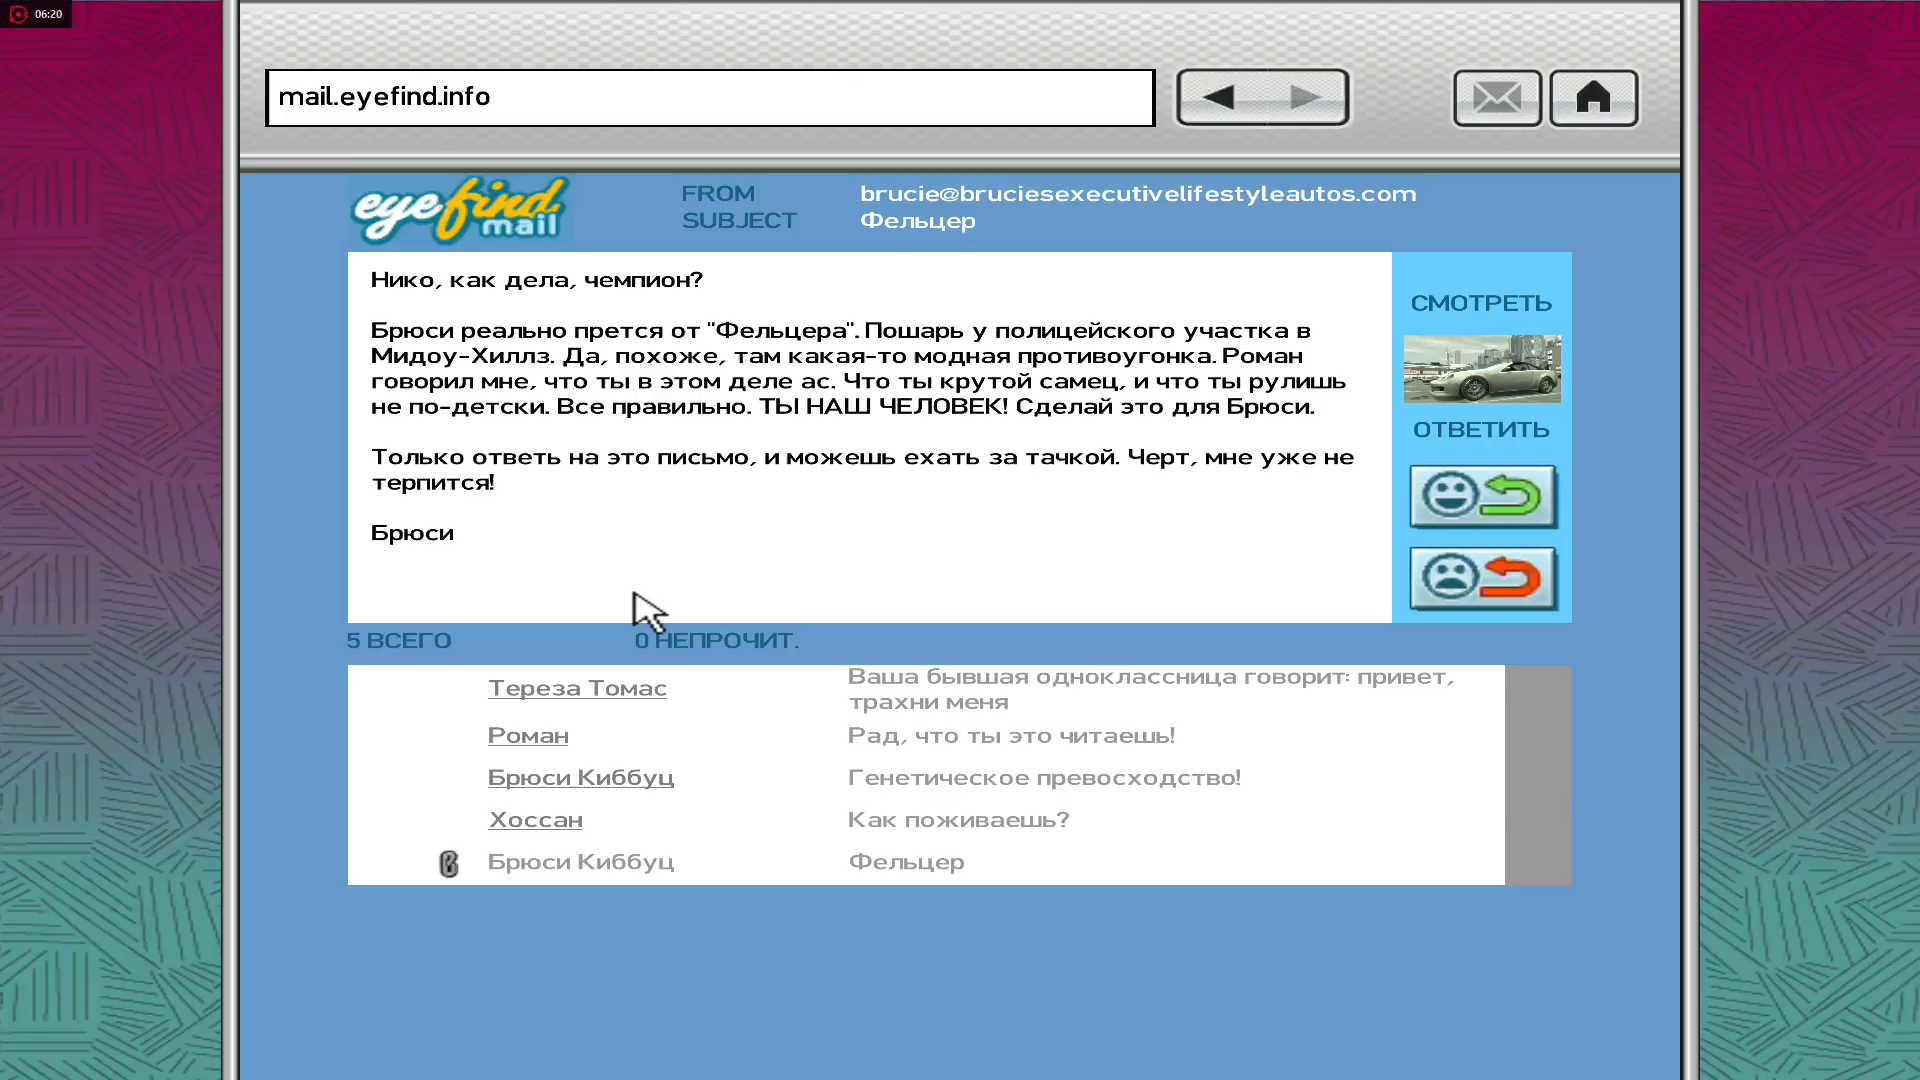 06:20
mail.eyefind.info
eyefind mail
FROM brucie@bruciesexecutivelifestyleautos.com
SUBJECT Фельцер
Нико, как дела, чемпион?
Брюси реально прется от "Фельцера". Пошарь у полицейского участка в
Мидоу-Хиллз. Да, похоже, там какая-то модная противоугонка. Роман
говорил мне, что ты в этом деле ас. Что ты крутой самец, и что ты рулишь
не по-детски. Все правильно. ТЫ НАШ ЧЕЛОВЕК! Сделай это для Брюси.
Только ответь на это письмо, и можешь ехать за тачкой. Черт, мне уже не
терпится!
Брюси
СМОТРЕТЬ
ОТВЕТИТЬ
5 ВСЕГО 0 НЕПРОЧИТ.
Тереза Томас Ваша бывшая одноклассница говорит: привет,
трахни меня
Роман Рад, что ты это читаешь!
Брюси Киббуц Генетическое превосходство!
Хоссан Как поживаешь?
Брюси Киббуц Фельцер